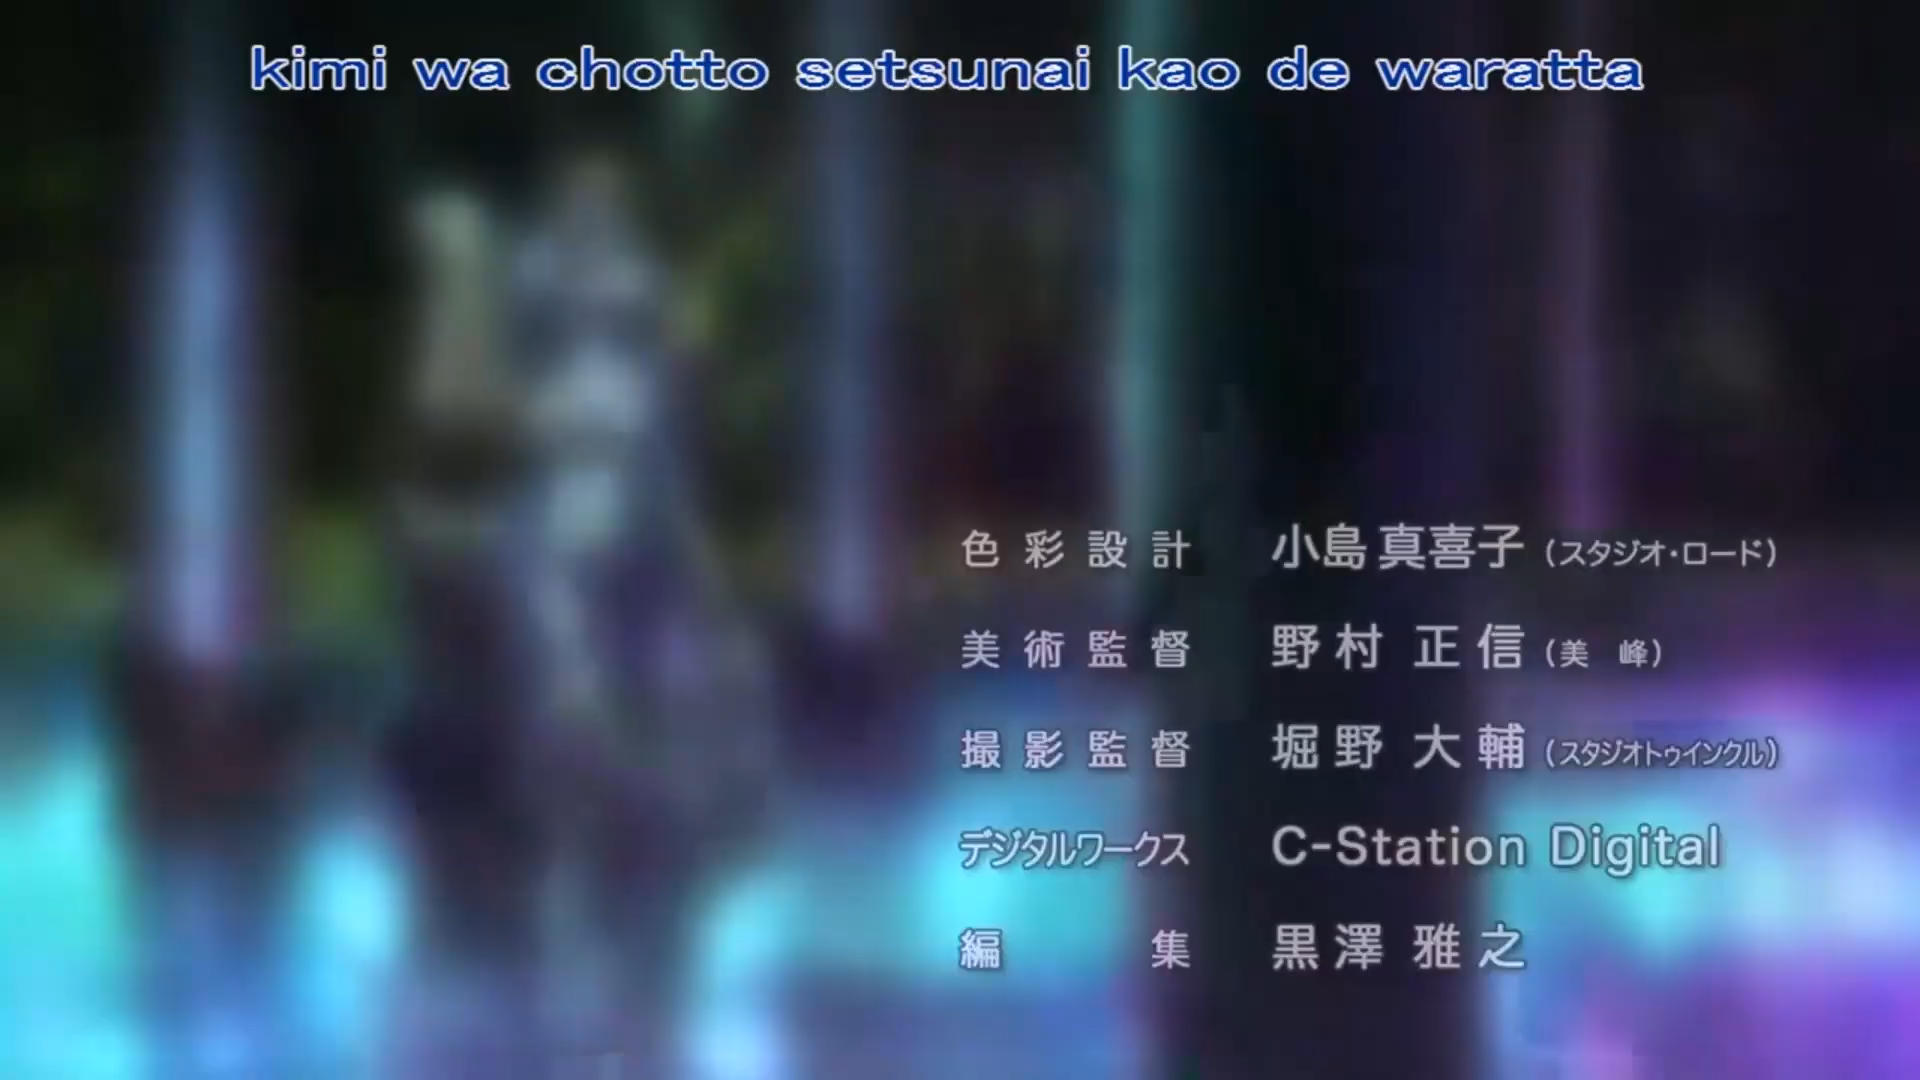 kimi wa chotto setsunai kao de waratta
色彩設計 小島真喜子（スタジオ・ロード）
美術監督 野村 正信（美 峰）
撮影監督 堀野 大輔（スタジオトゥインクル）
デジタルワークス C-Station Digital
編集 黒澤 雅之